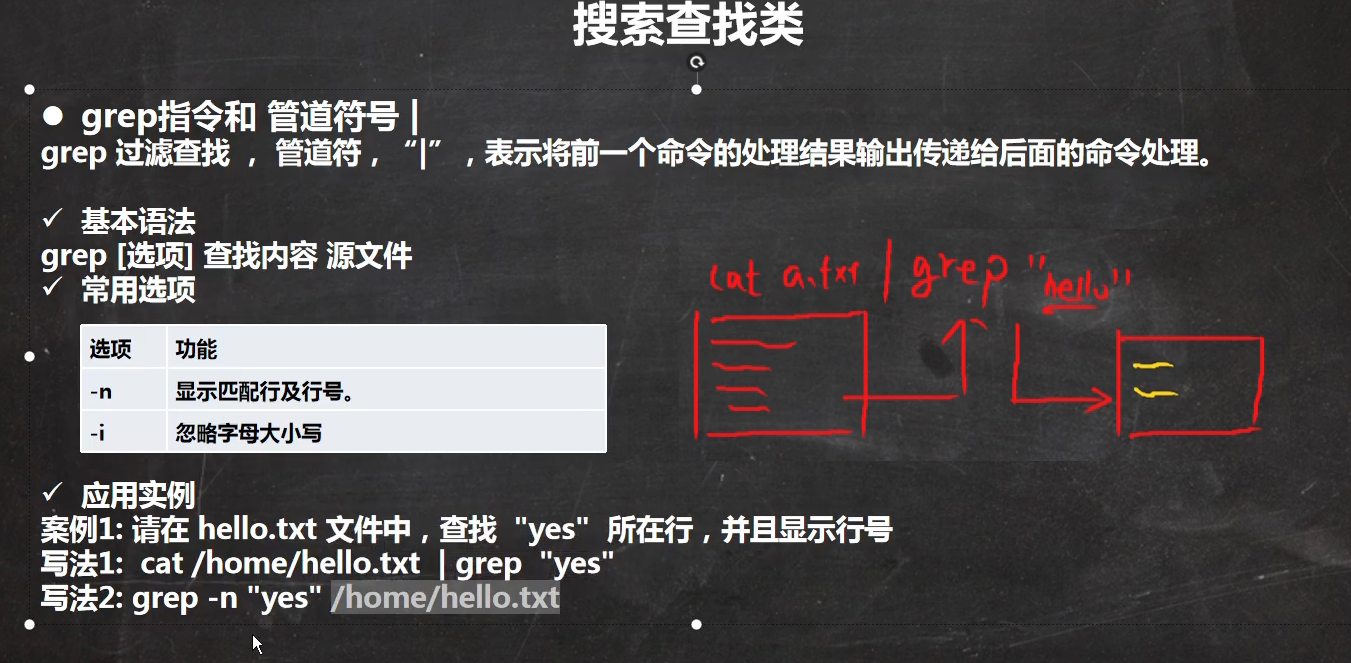 搜索查找类
grep指令和 管道符号 |
grep 过滤查找 ， 管道符， “|” ，表示将前一个命令的处理结果输出传递给后面的命令处理。
✓ 基本语法
grep [选项] 查找内容 源文件
✓ 常用选项
选项 功能
-n 显示匹配行及行号。
-i 忽略字母大小写
cat a.txt | grep "hello"
✓ 应用实例
案例1: 请在 hello.txt 文件中，查找 "yes" 所在行，并且显示行号
写法1: cat /home/hello.txt | grep "yes"
写法2: grep -n "yes" /home/hello.txt